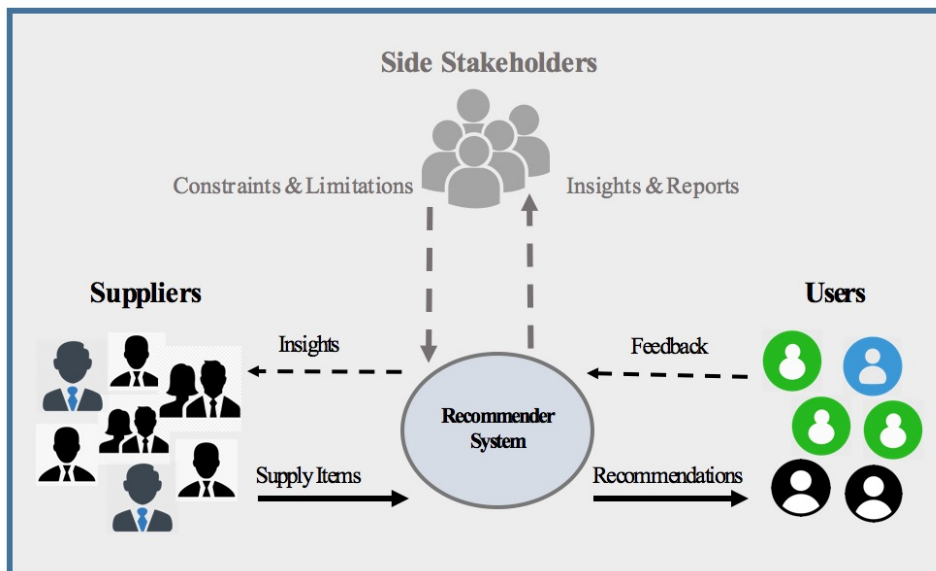 Side Stakeholders
Constraints & Limitations
Insights & Reports
Suppliers
Users
Insights
Feedback
Recommender
System
Supply Items
Recommendations